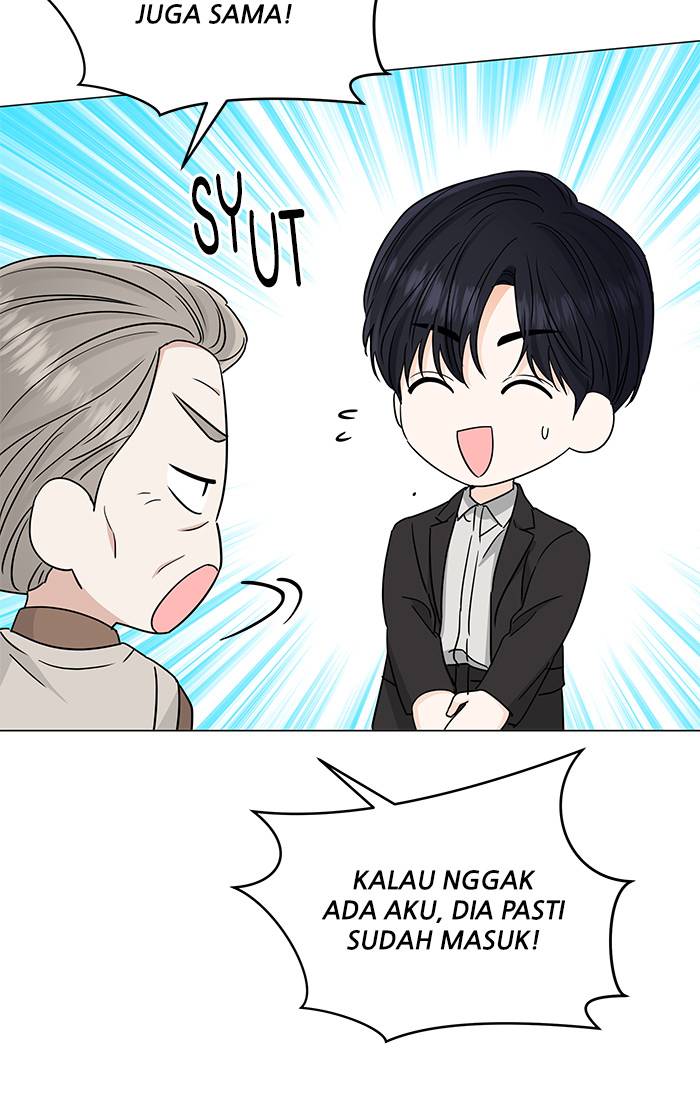 JUGA SAMA!
SYUT
KALAU NGGAK
ADA AKU, DIA PASTI
SUDAH MASUK!